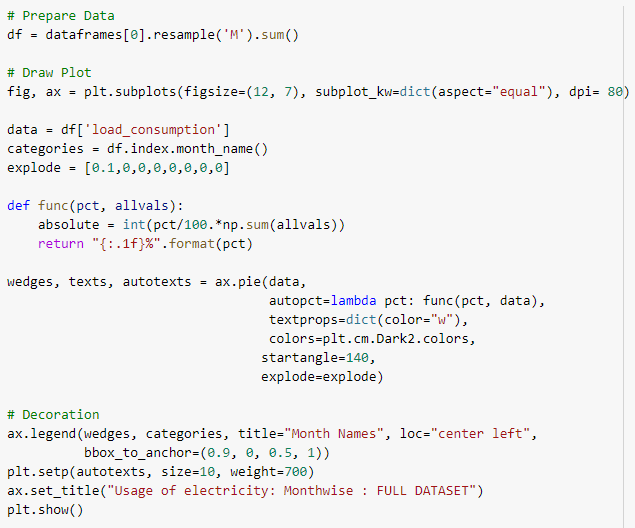 # Prepare Data
df = dataframes[0].resample('M').sum()

# Draw Plot
fig, ax = plt.subplots(figsize=(12, 7), subplot_kw=dict(aspect="equal"), dpi= 80)

data = df['load_consumption']
categories = df.index.month_name()
explode = [0.1,0,0,0,0,0,0,0,0]

def func(pct, allvals):
    absolute = int(pct/100.*np.sum(allvals))
    return "{:.1f}%".format(pct)

wedges, texts, autotexts = ax.pie(data,
                                  autopct=lambda pct: func(pct, data),
                                  textprops=dict(color="w"),
                                  colors=plt.cm.Dark2.colors,
                                 startangle=140,
                                 explode=explode)

# Decoration
ax.legend(wedges, categories, title="Month Names", loc="center left",
          bbox_to_anchor=(0.9, 0, 0.5, 1))
plt.setp(autotexts, size=10, weight=700)
ax.set_title("Usage of electricity: Monthwise : FULL DATASET")
plt.show()